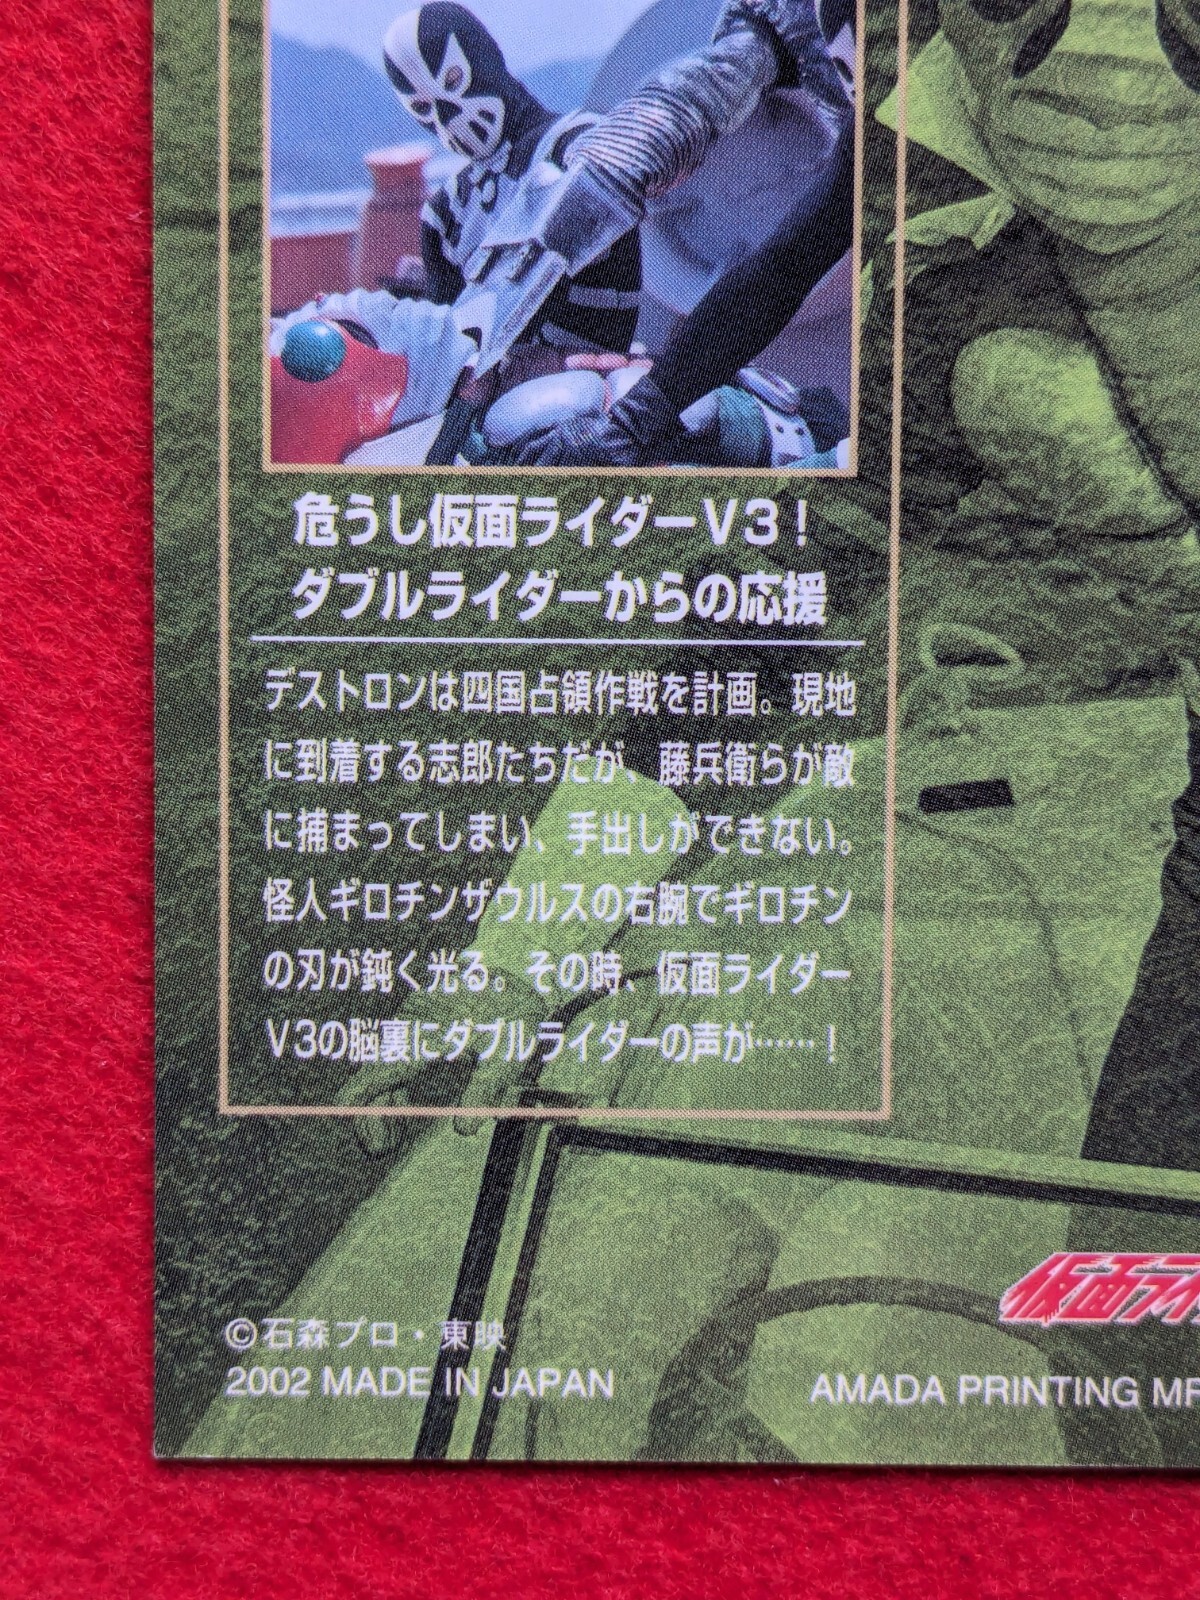 危うし仮面ライダーV3!
ダブルライダーからの応援
デストロンは四国占領作戦を計画。現地
に到着する志郎たちだが、藤兵衛らが敵
に捕まってしまい、手出しができない。
怪人ギロチンザウルスの右腕でギロチン
の刃が鈍く光る。その時、仮面ライダー
V3の脳裏にダブルライダーの声が……!
仮面ライ
©石森プロ・東映
2002 MADE IN JAPAN
AMADA PRINTING MF